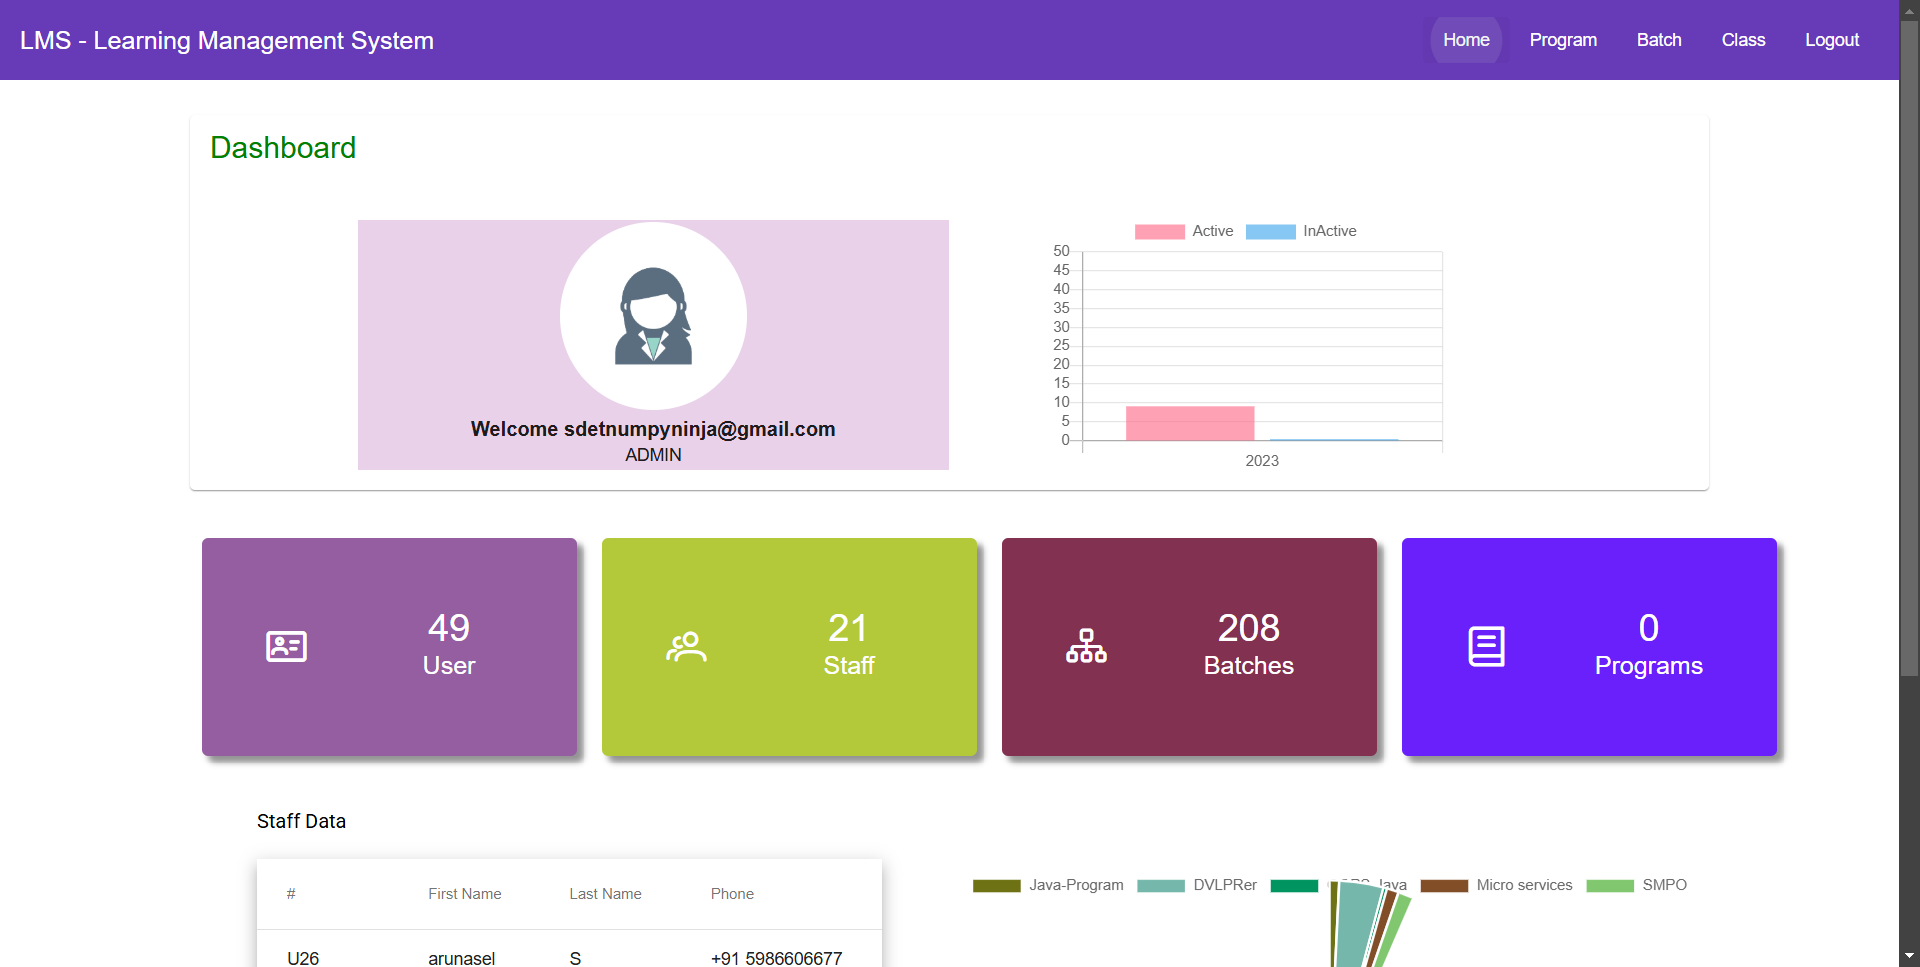 LMS - Learning Management System
Home Program Batch Class Logout
Dashboard
Welcome sdetnumpyninja@gmail.com
ADMIN
Active InActive
50
45
40
35
30
25
20
15
10
5
0
2023
49
User
21
Staff
208
Batches
0
Programs
Staff Data
# First Name Last Name Phone
U26 arunasel S +91 5986606677
Java-Program DVLPRer Java Micro services SMPO